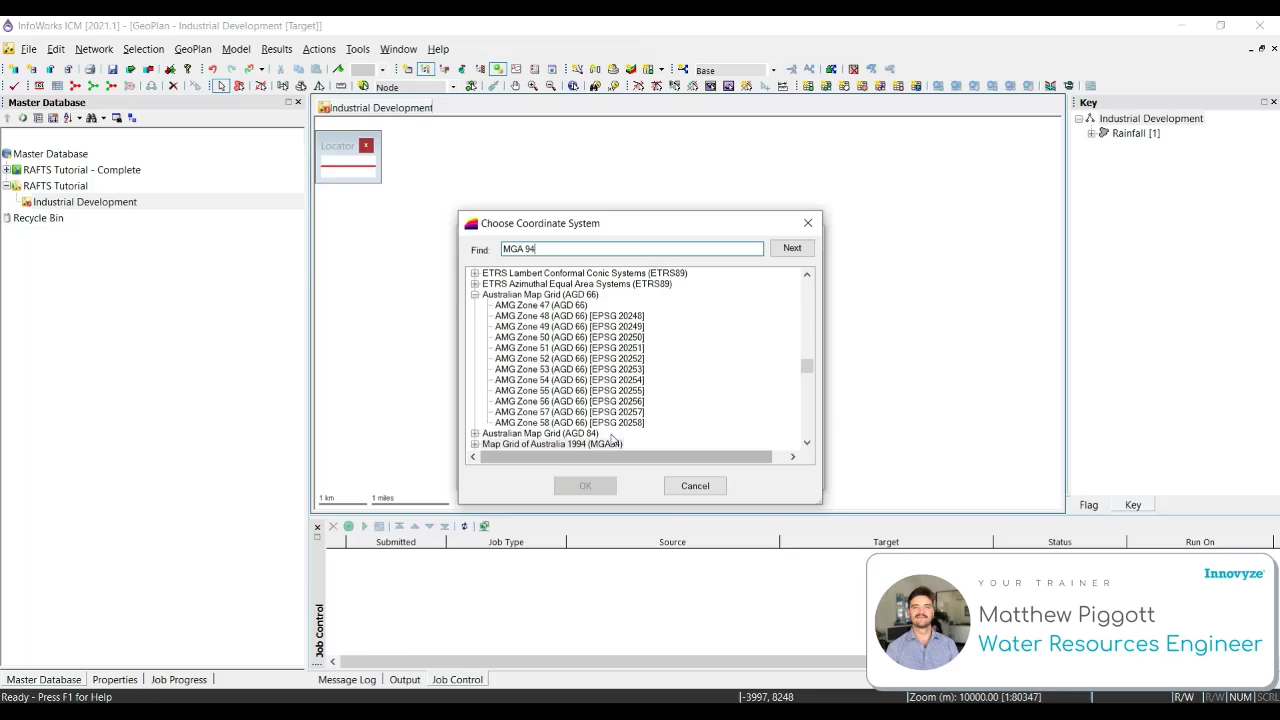 InfoWorks ICM [2021.1] - [GeoPlan - Industrial Development [Target]]
File Edit Network Selection GeoPlan Model Results Actions Tools Window Help
Base
Node
Master Database
Master Database
RAFTS Tutorial - Complete
RAFTS Tutorial
Industrial Development
Recycle Bin
Industrial Development
Locator
Choose Coordinate System
Find: MGA 94 Next
ETRS Lambert Conformal Conic Systems (ETRS89)
ETRS Azimuthal Equal Area Systems (ETRS89)
Australian Map Grid (AGD 66)
AMG Zone 47 (AGD 66)
AMG Zone 48 (AGD 66) [EPSG 20248]
AMG Zone 49 (AGD 66) [EPSG 20249]
AMG Zone 50 (AGD 66) [EPSG 20250]
AMG Zone 51 (AGD 66) [EPSG 20251]
AMG Zone 52 (AGD 66) [EPSG 20252]
AMG Zone 53 (AGD 66) [EPSG 20253]
AMG Zone 54 (AGD 66) [EPSG 20254]
AMG Zone 55 (AGD 66) [EPSG 20255]
AMG Zone 56 (AGD 66) [EPSG 20256]
AMG Zone 57 (AGD 66) [EPSG 20257]
AMG Zone 58 (AGD 66) [EPSG 20258]
Australian Map Grid (AGD 84)
Map Grid of Australia 1994 (MGA94)
OK Cancel
1 km 1 miles
Key
Industrial Development
Rainfall [1]
Flag Key
Submitted Job Type Source Target Status Run On
Job Control
Innovyze
YOUR TRAINER
Matthew Piggott
Water Resources Engineer
Master Database Properties Job Progress
Message Log Output Job Control
Ready - Press F1 for Help
-3997, 8248
Zoom (m): 10000.00 [1:80347]
R/W R/W NUM SCRL